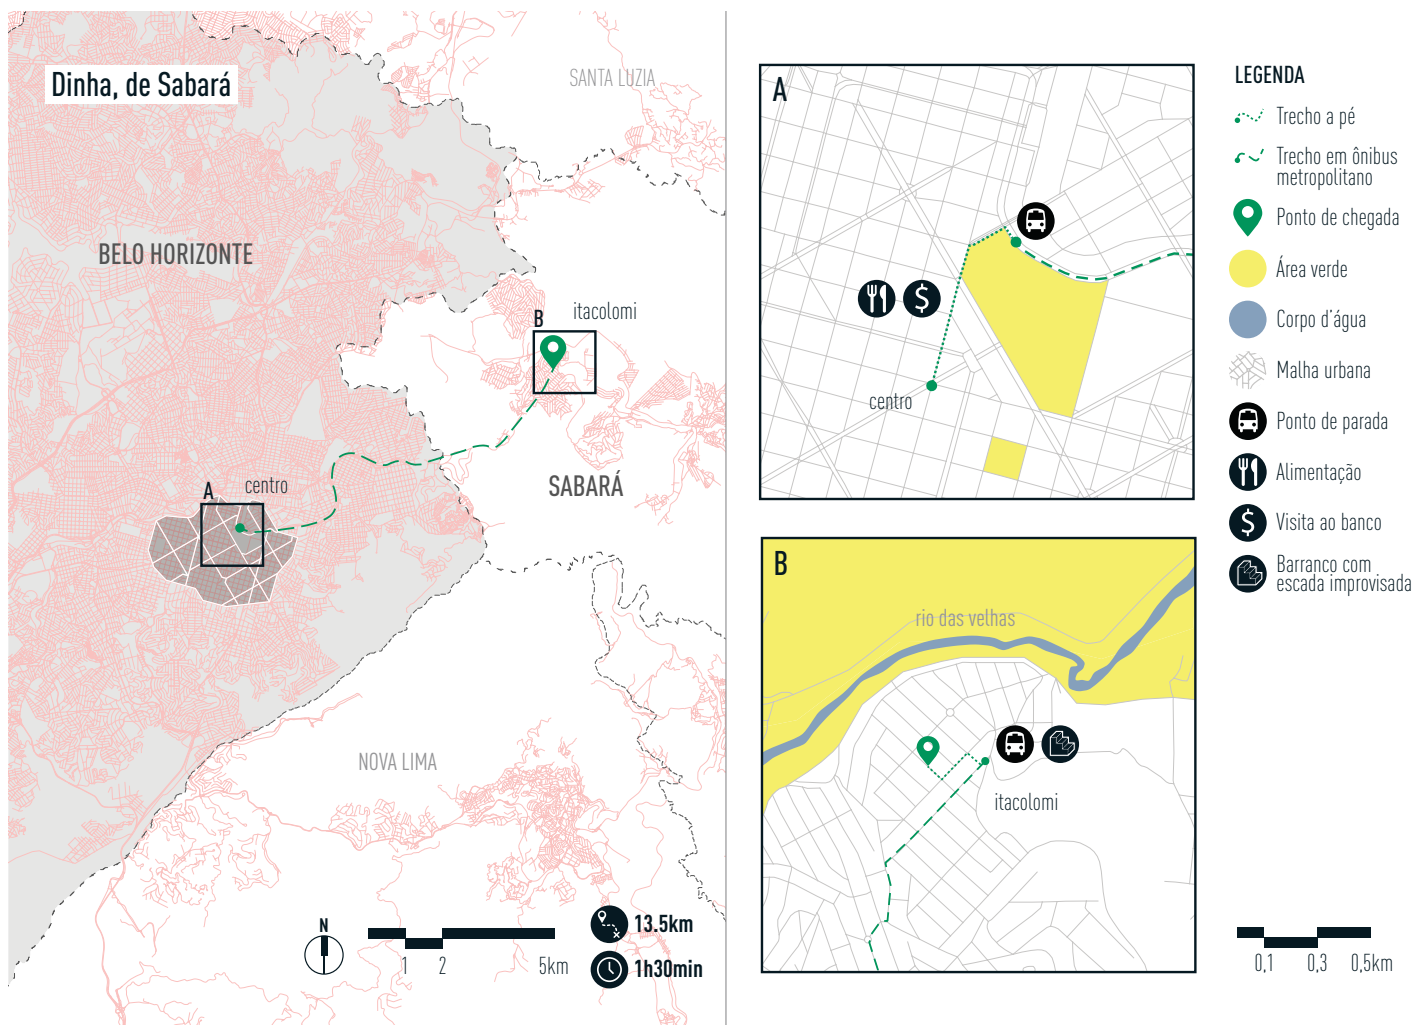 Dinha, de Sabará
SANTA LUZIA
BELO HORIZONTE
itacolomi
B
SABARÁ
centro
A
NOVA LIMA
N
1
2
5km
13.5km
1h30min
A
centro
B
rio das velhas
itacolomi
LEGENDA
Trecho a pé
Trecho em ônibus
metropolitano
Ponto de chegada
Área verde
Corpo d'água
Malha urbana
Ponto de parada
Alimentação
$
Visita ao banco
Barranco com
escada improvisada
0,1
0,3
0,5km